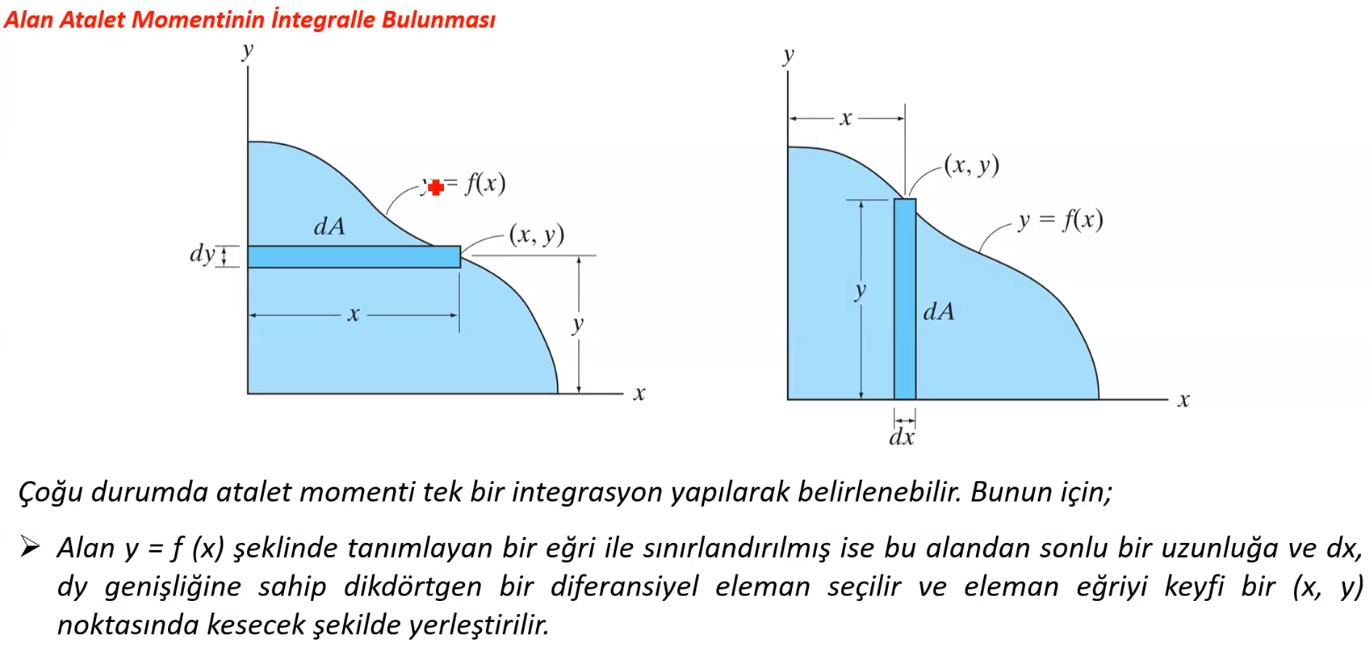 Alan Atalet Momentinin İntegralle Bulunması
y
= f(x)
dA
(x, y)
dy
x
y
x
y
x
(x, y)
y = f(x)
y
dA
x
dx
Çoğu durumda atalet momenti tek bir integrasyon yapılarak belirlenebilir. Bunun için;
➢ Alan y = f (x) şeklinde tanımlayan bir eğri ile sınırlandırılmış ise bu alandan sonlu bir uzunluğa ve dx,
dy genişliğine sahip dikdörtgen bir diferansiyel eleman seçilir ve eleman eğriyi keyfi bir (x, y)
noktasında kesecek şekilde yerleştirilir.